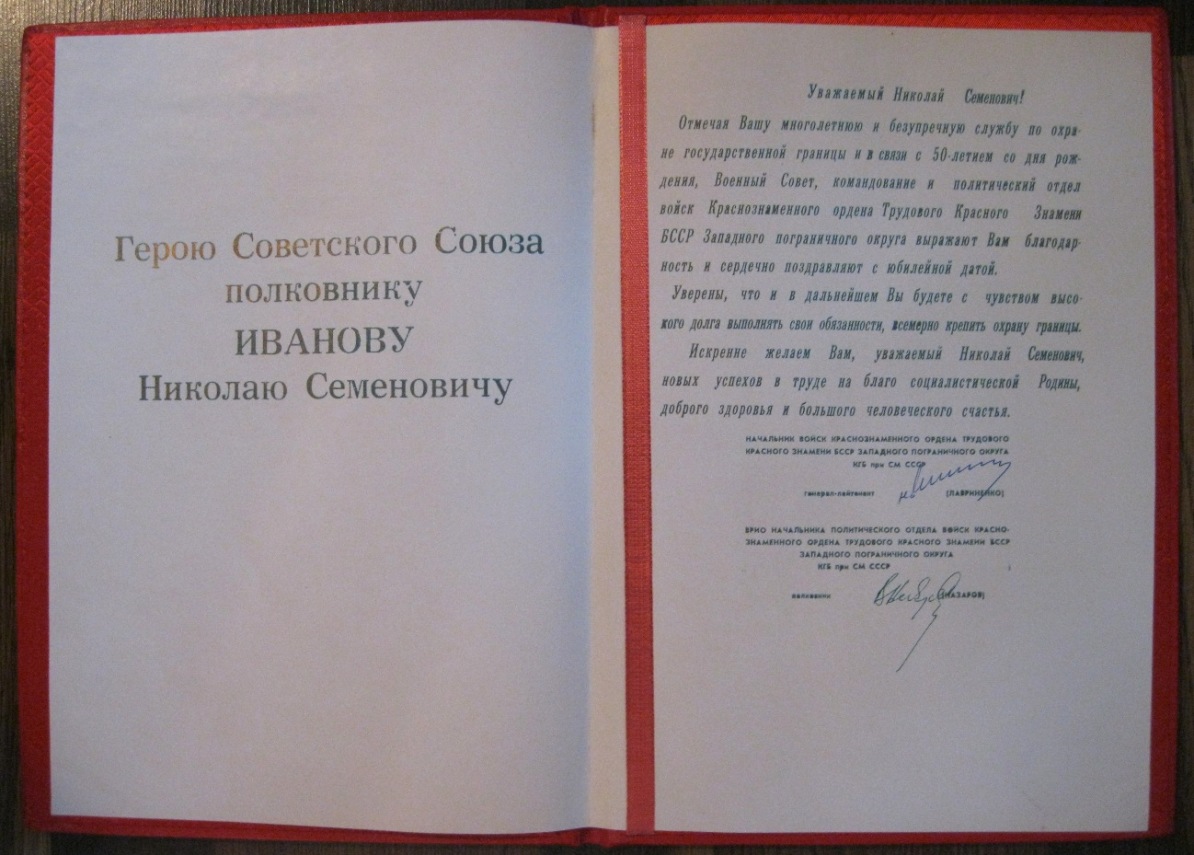 Герою Советского Союза
полковнику
ИВАНОВУ
Николаю Семеновичу
Уважаемый Николай Семенович!
Отмечая Вашу многолетнюю и безупречную службу по охра-
не государственной границы и в связи с 50-летием со дня рож-
дения, Военный Совет, командование и политический отдел
войск Краснознаменного ордена Трудового Красного Знамени
БССР Западного пограничного округа выражают Вам благодар-
ность и сердечно поздравляют с юбилейной датой.
Уверены, что и в дальнейшем Вы будете с чувством высо-
кого долга выполнять свои обязанности, всемерно крепить охрану границы.
Искренне желаем Вам, уважаемый Николай Семенович,
новых успехов в труде на благо социалистической Родины,
доброго здоровья и большого человеческого счастья.
НАЧАЛЬНИК ВОЙСК КРАСНОЗНАМЕННОГО ОРДЕНА ТРУДОВОГО
КРАСНОГО ЗНАМЕНИ БССР ЗАПАДНОГО ПОГРАНИЧНОГО ОКРУГА
КГБ при СМ СССР
генерал-лейтенант (ЛАВРИНЕНКО)
ВРИО НАЧАЛЬНИКА ПОЛИТИЧЕСКОГО ОТДЕЛА ВОЙСК КРАСНО-
ЗНАМЕННОГО ОРДЕНА ТРУДОВОГО КРАСНОГО ЗНАМЕНИ БССР
ЗАПАДНОГО ПОГРАНИЧНОГО ОКРУГА
КГБ при СМ СССР
полковник (НАЗАРОВ)